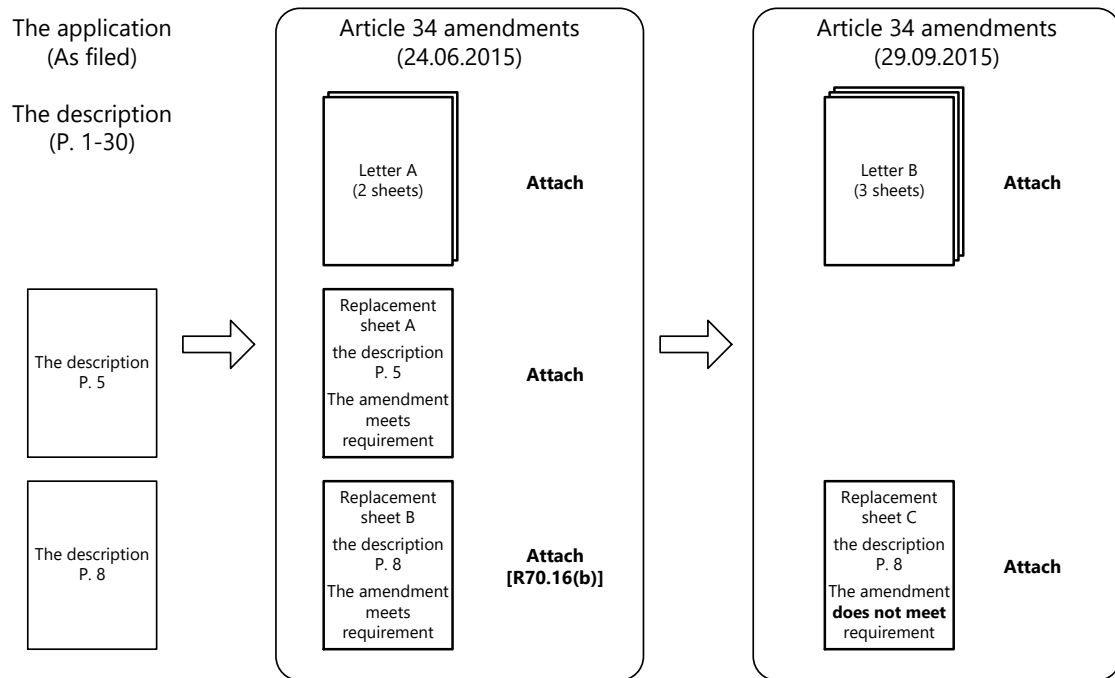 The application
(As filed)
The description
(P. 1-30)
Article 34 amendments
(24.06.2015)
Article 34 amendments
(29.09.2015)
Letter A
(2 sheets)
Attach
Letter B
(3 sheets)
Attach
The description
P. 5
Replacement
sheet A
the description
P. 5
The amendment
meets
requirement
Attach
The description
P. 8
Replacement
sheet B
the description
P. 8
The amendment
meets
requirement
Attach
[R70.16(b)]
Replacement
sheet C
the description
P. 8
The amendment
does not meet
requirement
Attach